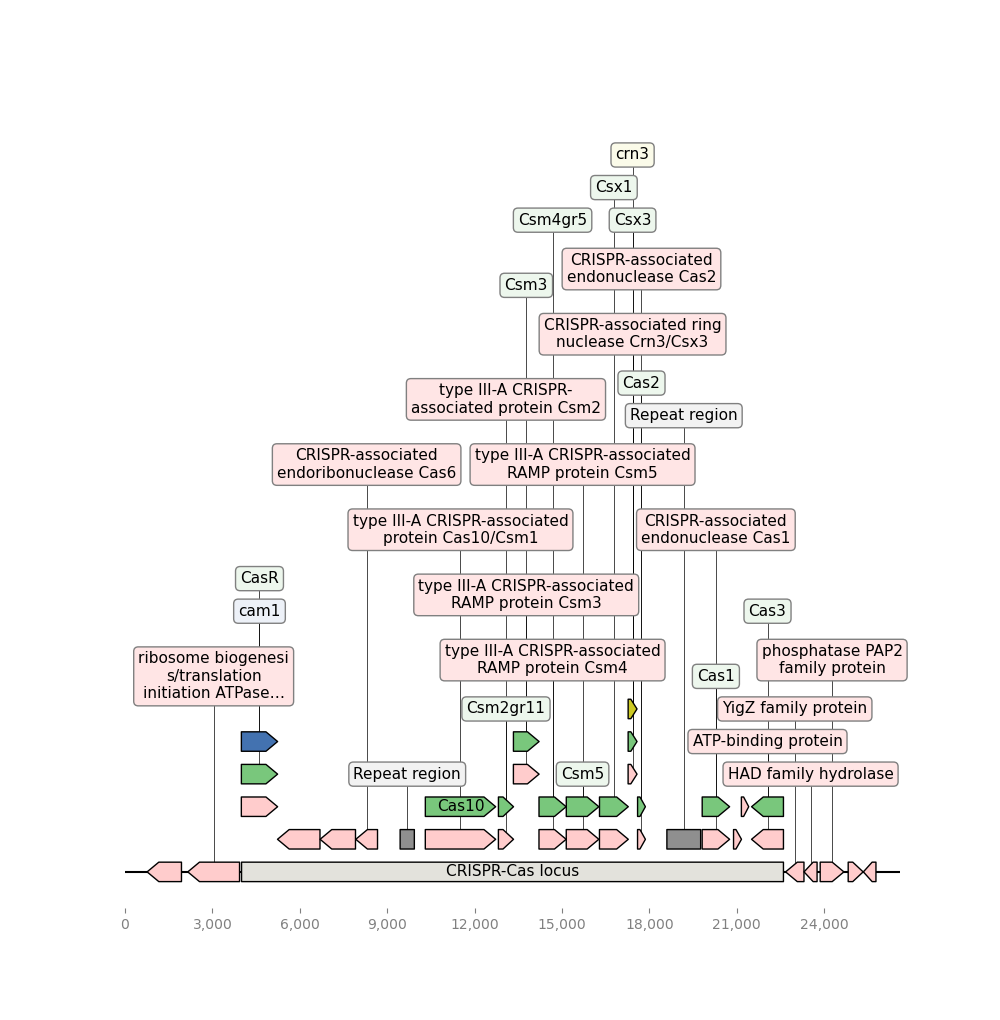 crn3
Csx1
Csm4gr5
Csx3
CRISPR-associated
endonuclease Cas2
Csm3
CRISPR-associated ring
nuclease Crn3/Csx3
Cas2
type III-A CRISPR-
associated protein Csm2
Repeat region
CRISPR-associated
endoribonuclease Cas6
type III-A CRISPR-associated
RAMP protein Csm5
type III-A CRISPR-associated
protein Cas10/Csm1
CRISPR-associated
endonuclease Cas1
CasR
type III-A CRISPR-associated
RAMP protein Csm3
cam1
Cas3
ribosome biogenesi
s/translation
initiation ATPase…
type III-A CRISPR-associated
RAMP protein Csm4
phosphatase PAP2
family protein
Cas1
Csm2gr11
YigZ family protein
ATP-binding protein
Repeat region
Csm5
HAD family hydrolase
Cas10
CRISPR-Cas locus
0
3,000
6,000
9,000
12,000
15,000
18,000
21,000
24,000